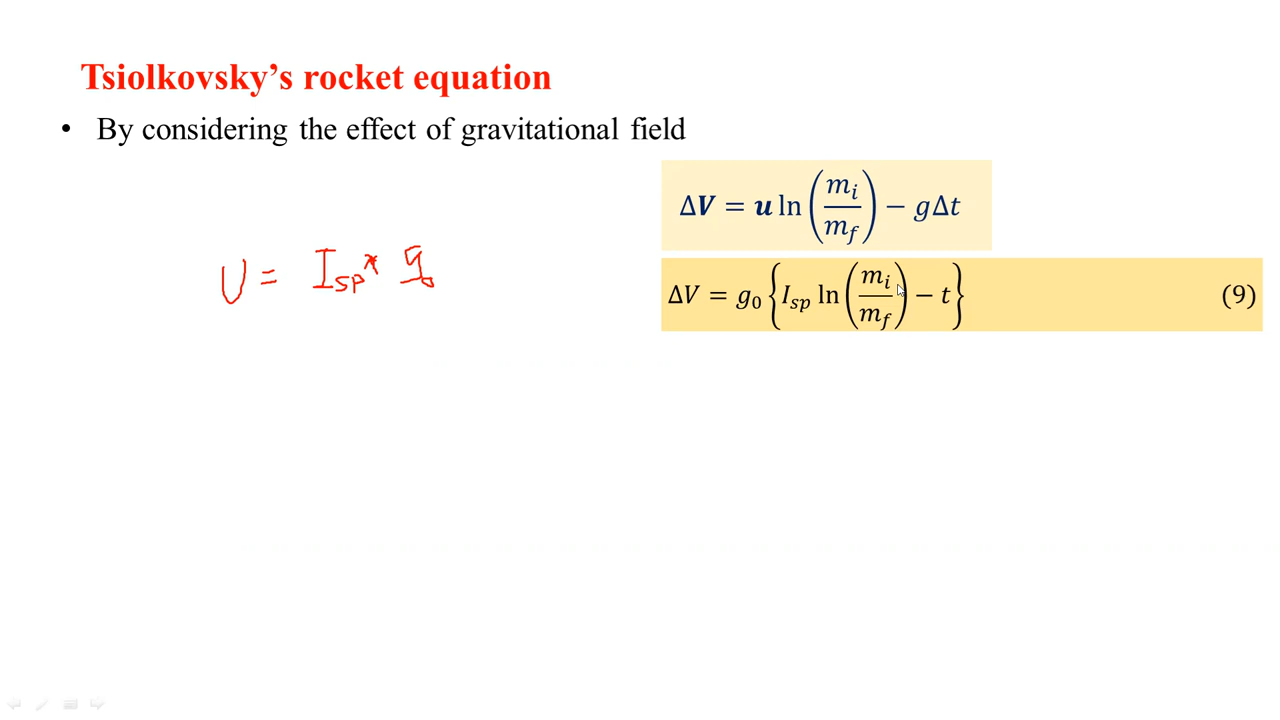 Tsiolkovsky’s rocket equation
• By considering the effect of gravitational field
Δ𝑽 = 𝒖 ln(m_i/m_f) − gΔt
U = I_sp * g_0
ΔV = g_0 {I_sp ln(m_i/m_f) − t} (9)